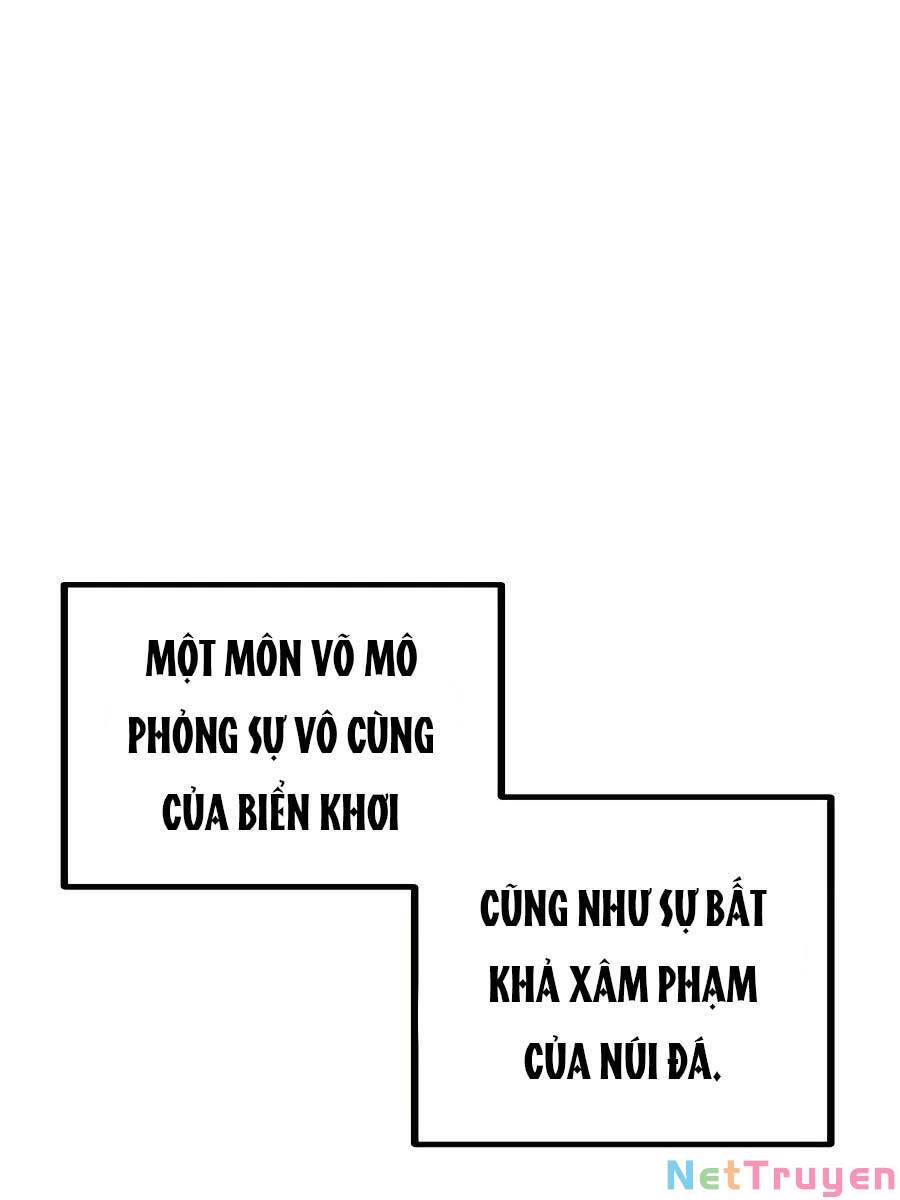 MỘT MÔN VÕ MÔ
PHỎNG SỰ VÔ CÙNG
CỦA BIỂN KHƠI
CŨNG NHƯ SỰ BẤT
KHẢ XÂM PHẠM
CỦA NÚI ĐÁ.
NetTruyen